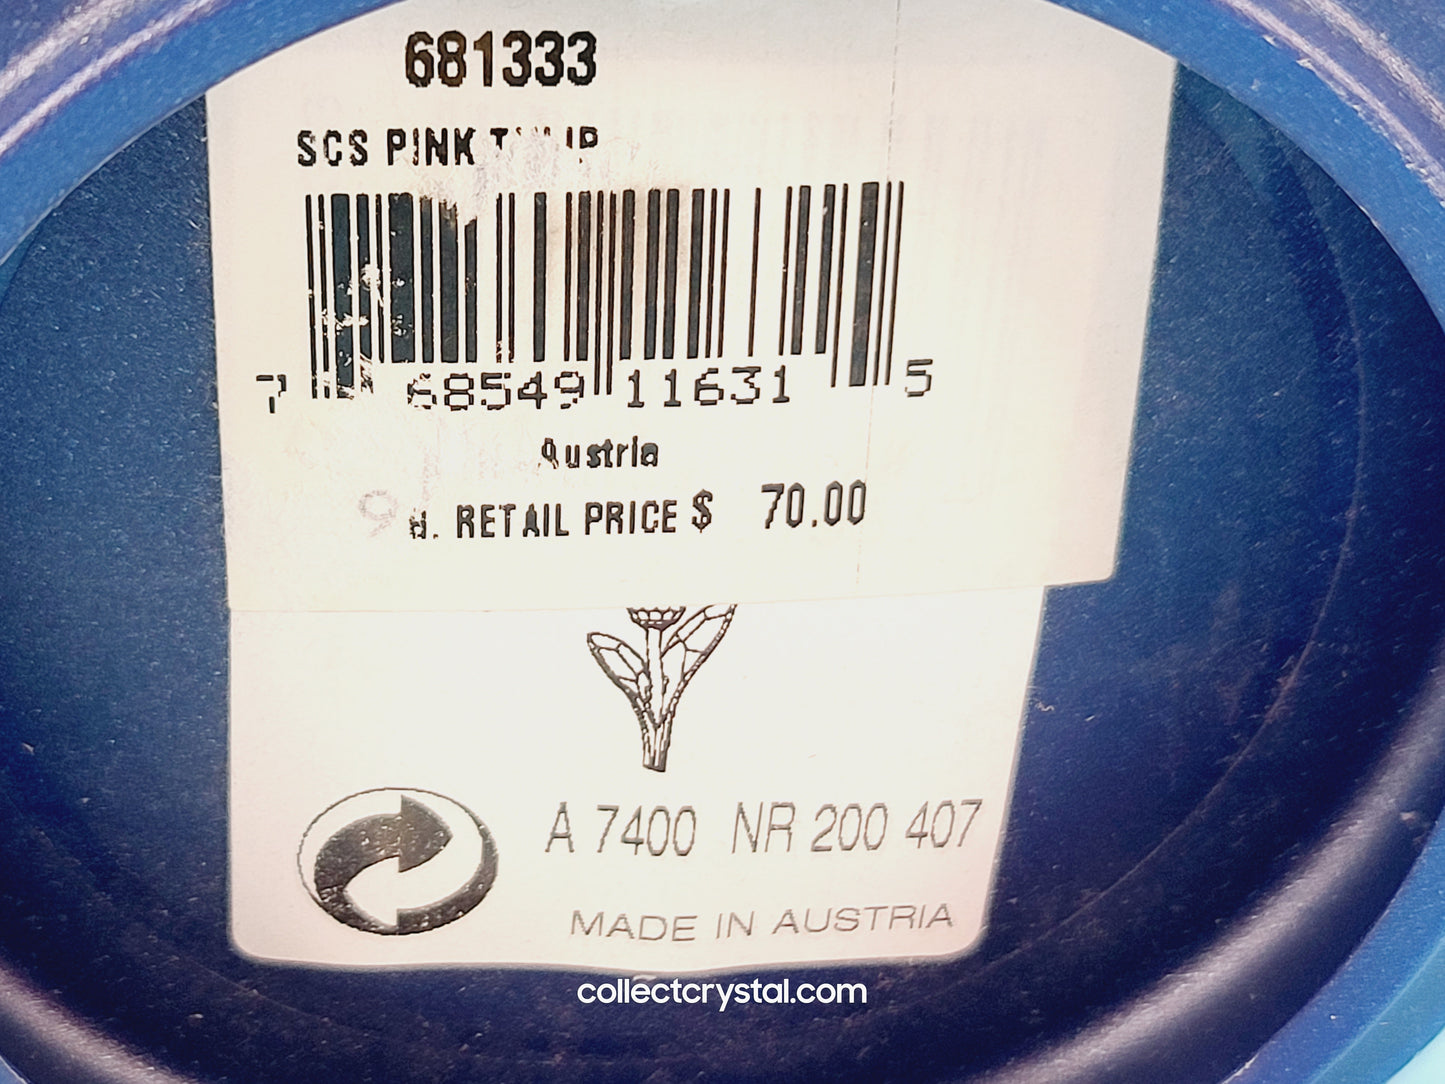 681333
SCS PINK TULIP
7 68549 11631 5
Austria
RETAIL PRICE $ 70.00
A 7400 NR 200 407
MADE IN AUSTRIA
collectcrystal.com